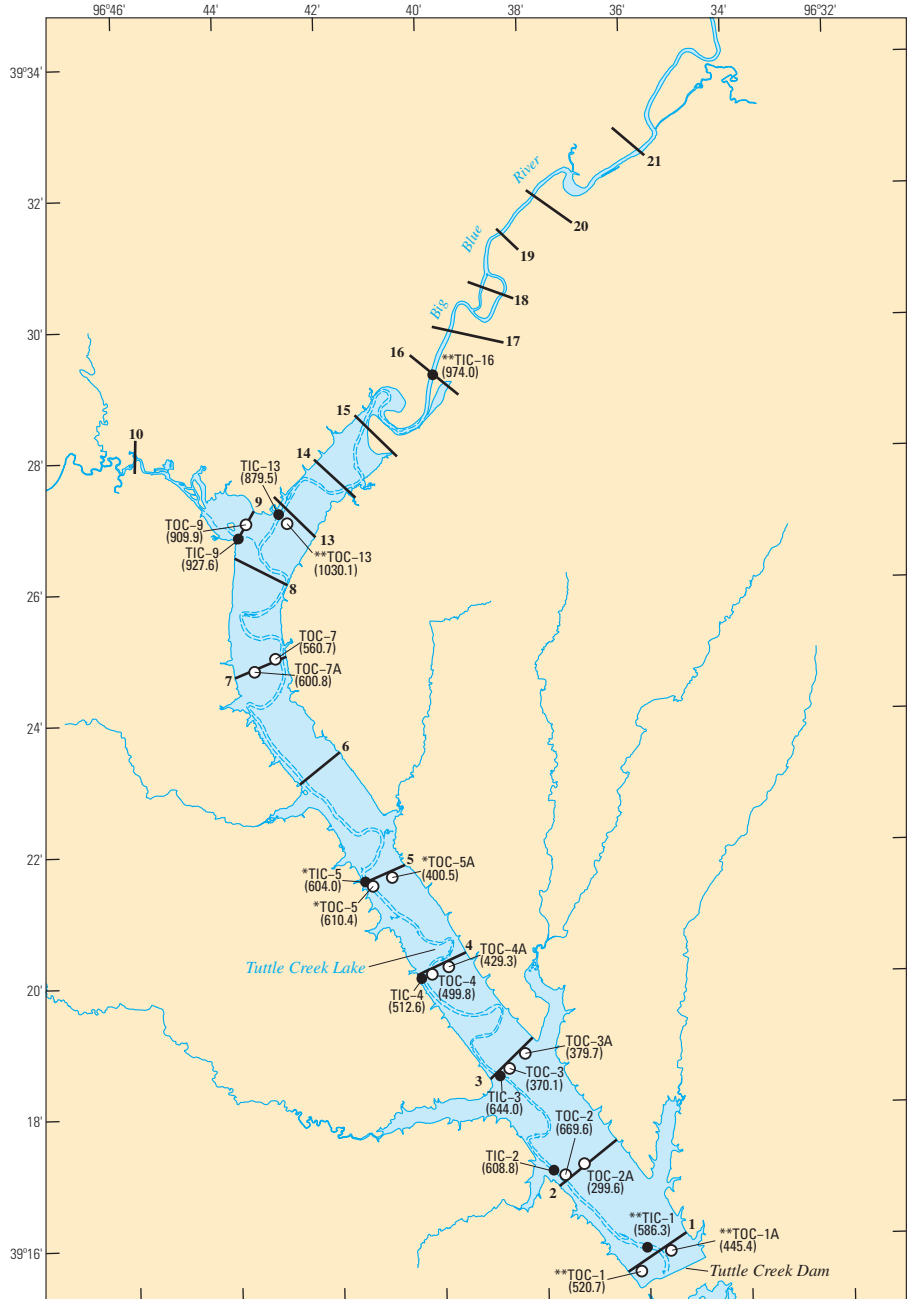 96°46' 44' 42' 40' 38' 36' 34' 96°32'
39°34'
21
River
32'
20
Blue
19
18
Big
30'
17
16
**TIC–16
(974.0)
15
10
14
28'
TIC–13
(879.5)
9
TOC–9
(909.9)
13
TIC–9
(927.6)
**TOC–13
(1030.1)
8
26'
TOC–7
(560.7)
TOC–7A
(600.8)
7
24'
6
22'
5
*TOC–5A
(400.5)
*TIC–5
(604.0)
*TOC–5
(610.4)
4
TOC–4A
(429.3)
Tuttle Creek Lake
TOC–4
(499.8)
20'
TIC–4
(512.6)
TOC–3A
(379.7)
TOC–3
(370.1)
3
TIC–3
(644.0)
18'
TOC–2
(669.6)
TIC–2
(608.8)
TOC–2A
(299.6)
2
**TIC–1
(586.3)
1
**TOC–1A
(445.4)
39°16'
**TOC–1
(520.7)
Tuttle Creek Dam